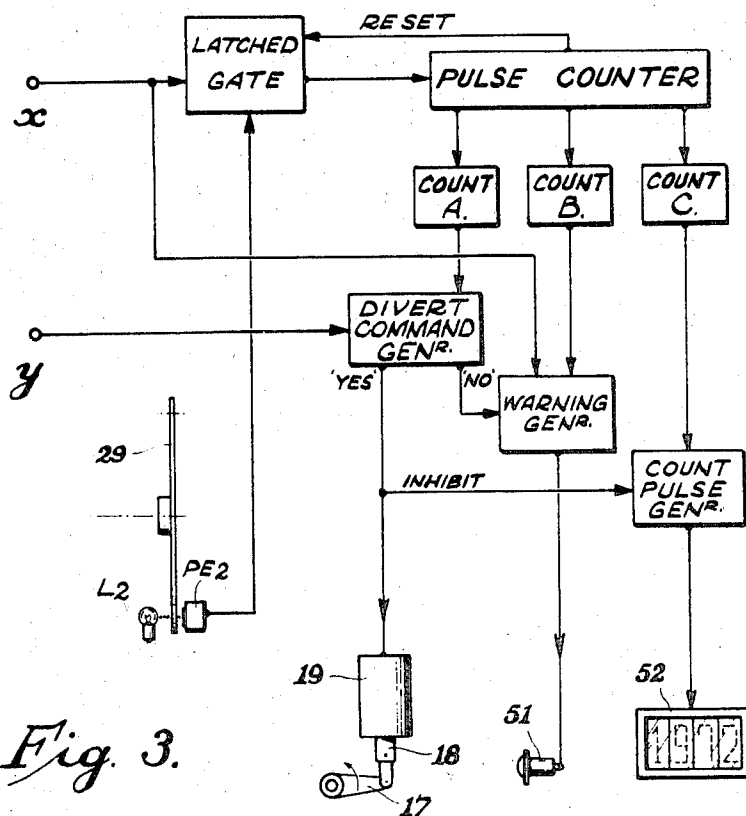 RESET
LATCHED
GATE
PULSE COUNTER
x
COUNT
A.
COUNT
B.
COUNT
C.
DIVERT
COMMAND
GENR.
y
'YES'
'NO'
WARNING
GENR.
29
INHIBIT
COUNT
PULSE
GENR.
L2
PE2
19
51
52
1972
18
17
Fig. 3.